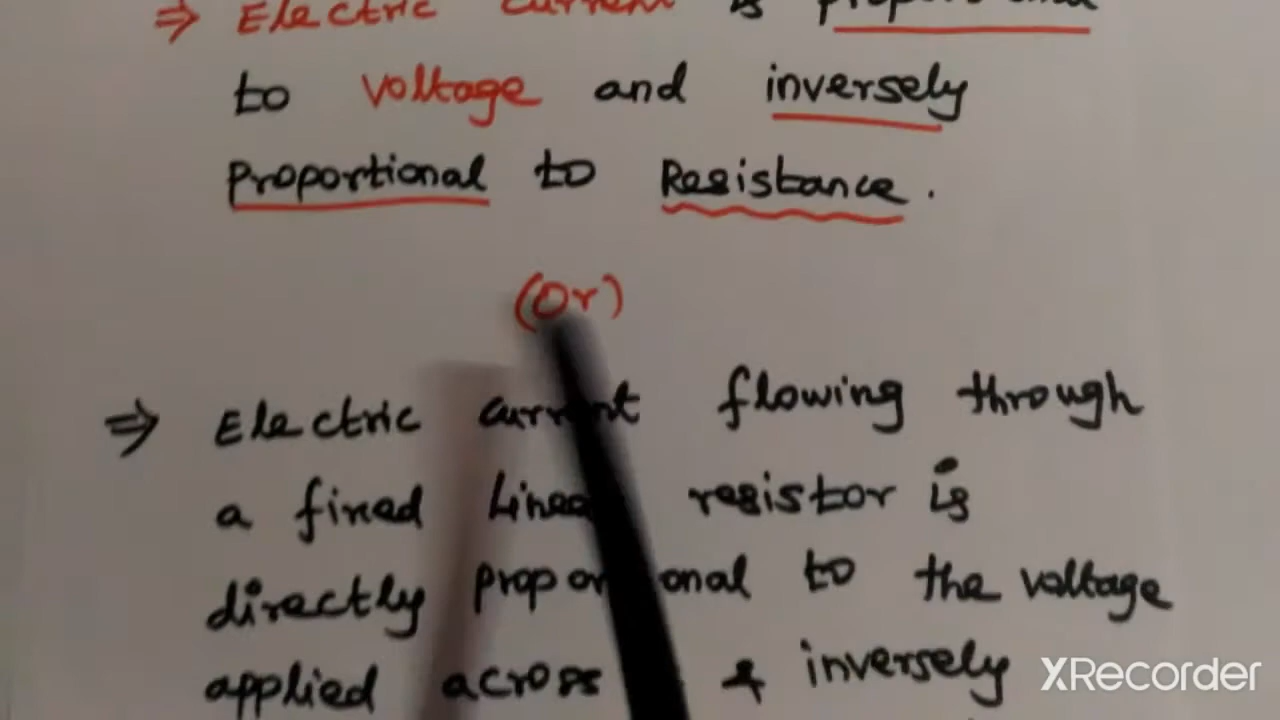 ⇒ Electric current is proportional
to voltage and inversely
proportional to Resistance.
(Or)
⇒ Electric current flowing through
a fixed linear resistor is
directly proportional to the voltage
applied across & inversely
XRecorder